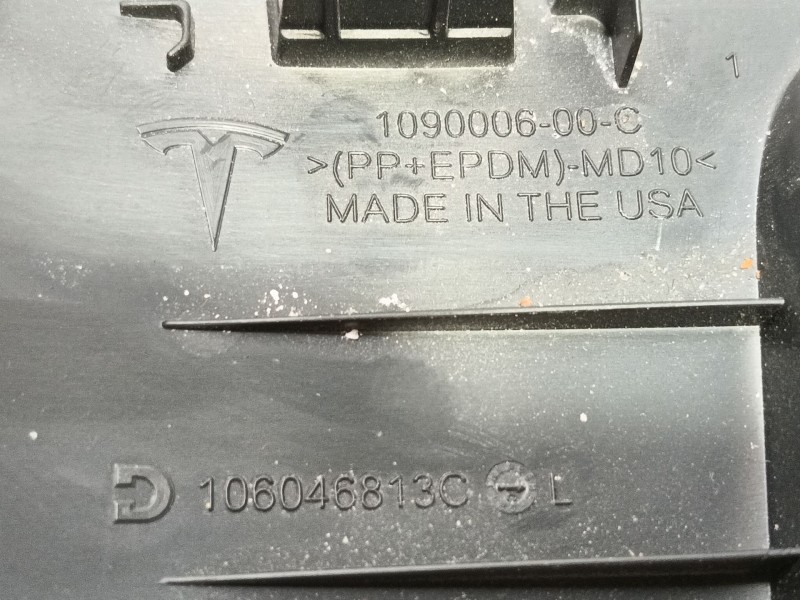 1
1090006-00-C
>(PP+EPDM)-MD10<
MADE IN THE USA
D 106046813C L